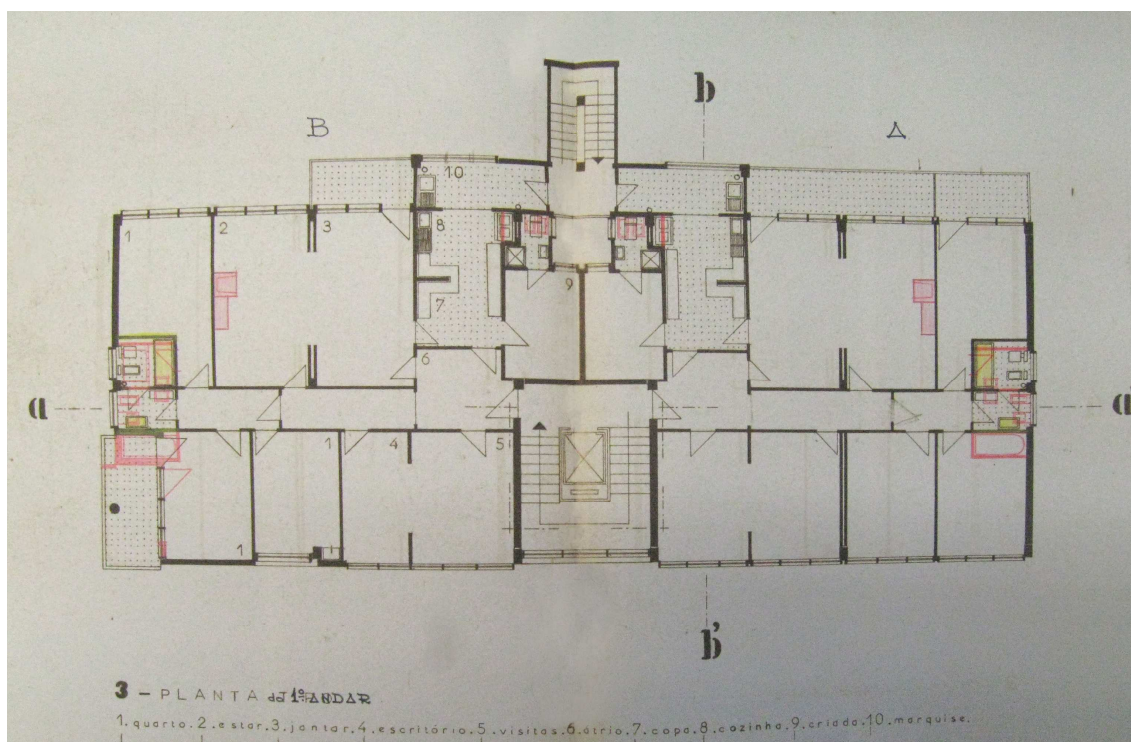 b
B
A
10
1
2
3
8
7
9
6
a
a'
1
4
5
1
b'
3 - PLANTA do 1º ANDAR
1. quarto. 2. estar. 3. jantar. 4. escritório. 5. visitas. 6. átrio. 7. copa. 8. cozinha. 9. criada. 10. marquise.